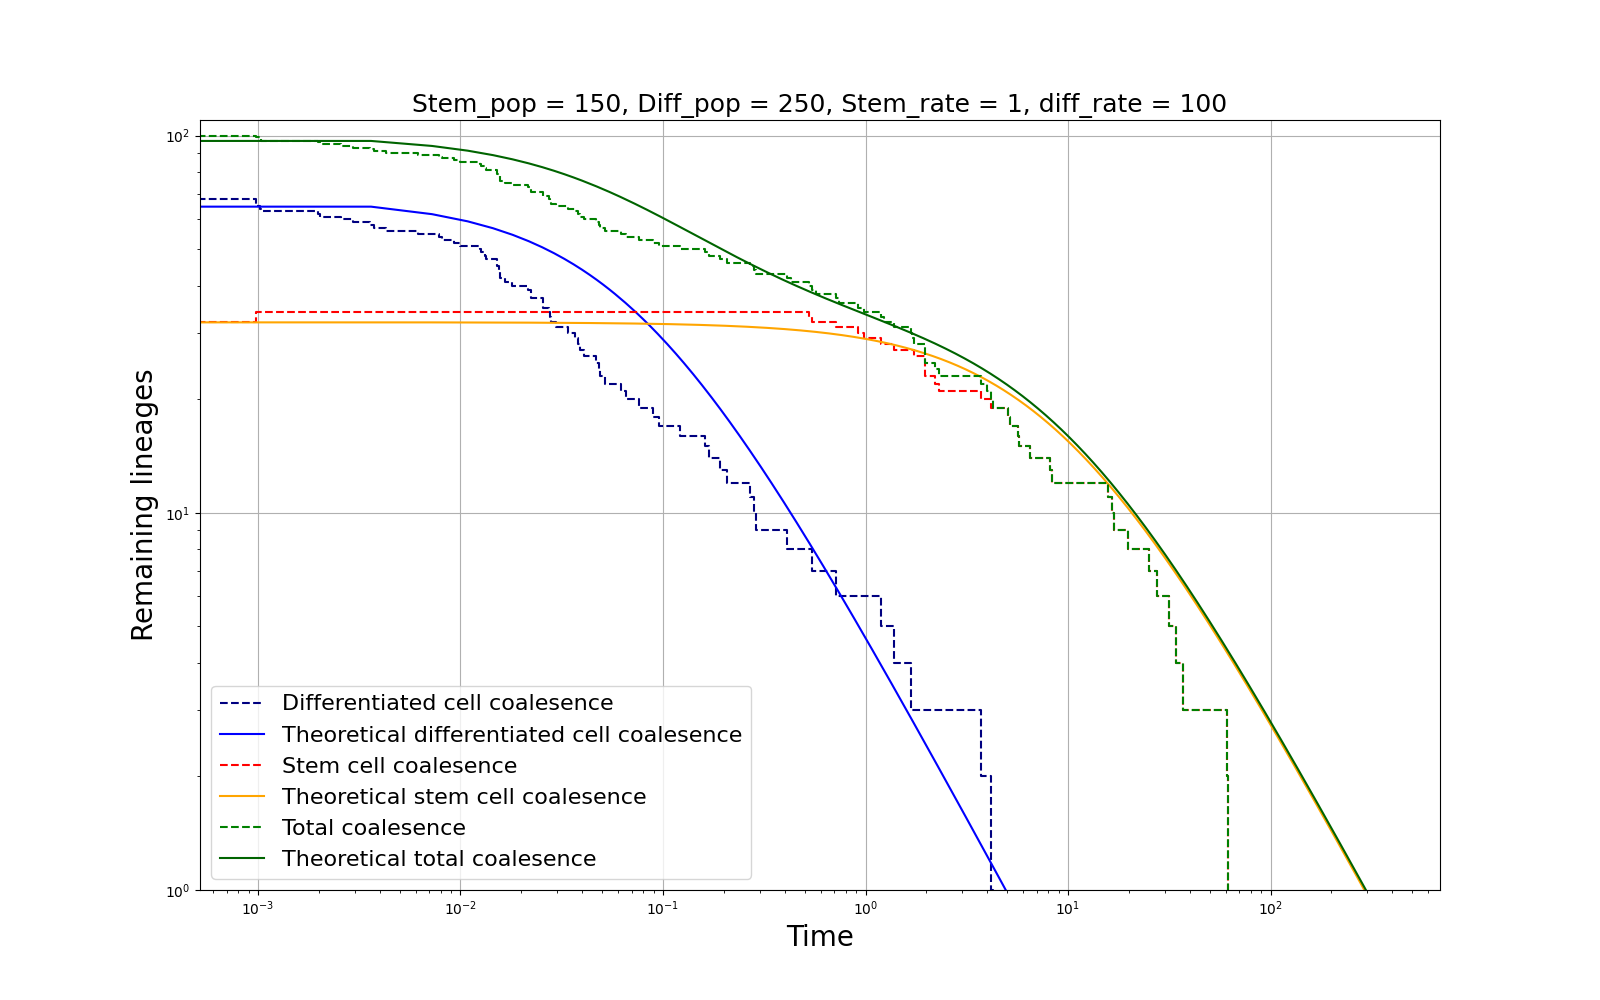 Stem_pop = 150, Diff_pop = 250, Stem_rate = 1, diff_rate = 100
10²
10¹
10⁰
Remaining lineages
Differentiated cell coalesence
Theoretical differentiated cell coalesence
Stem cell coalesence
Theoretical stem cell coalesence
Total coalesence
Theoretical total coalesence
10⁻³ 10⁻² 10⁻¹ 10⁰ 10¹ 10²
Time